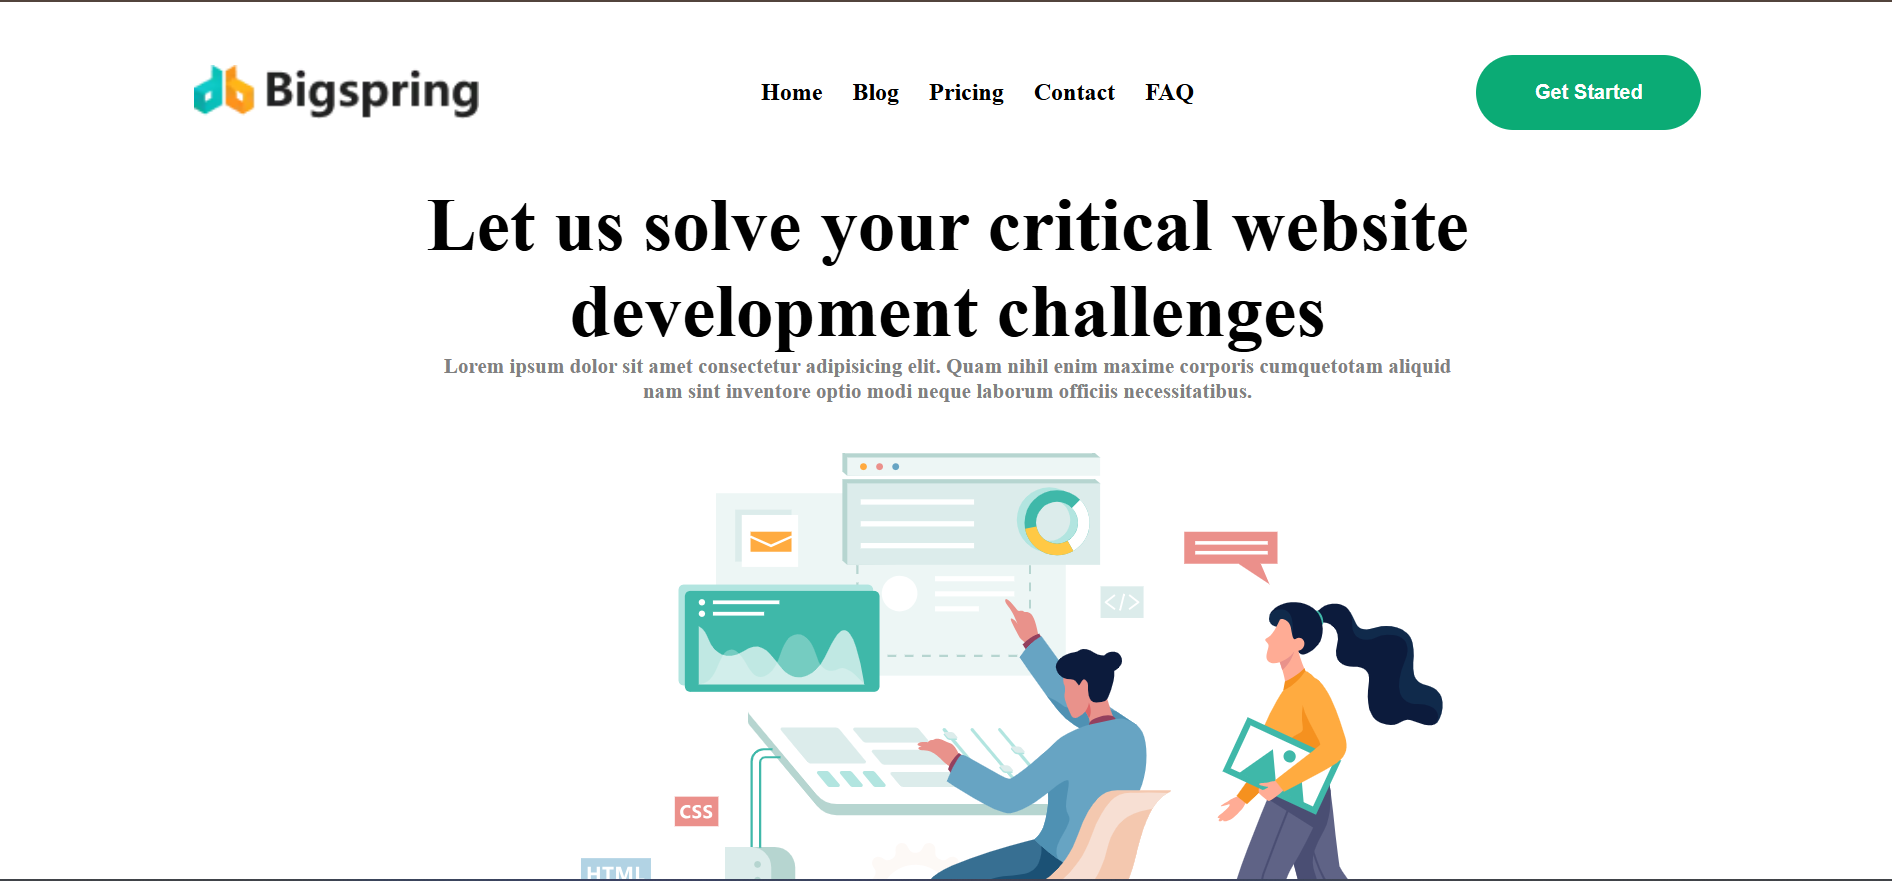 Bigspring
Home Blog Pricing Contact FAQ
Get Started
Let us solve your critical website
development challenges
Lorem ipsum dolor sit amet consectetur adipisicing elit. Quam nihil enim maxime corporis cumquetotam aliquid
nam sint inventore optio modi neque laborum officiis necessitatibus.
</>
CSS
HTML